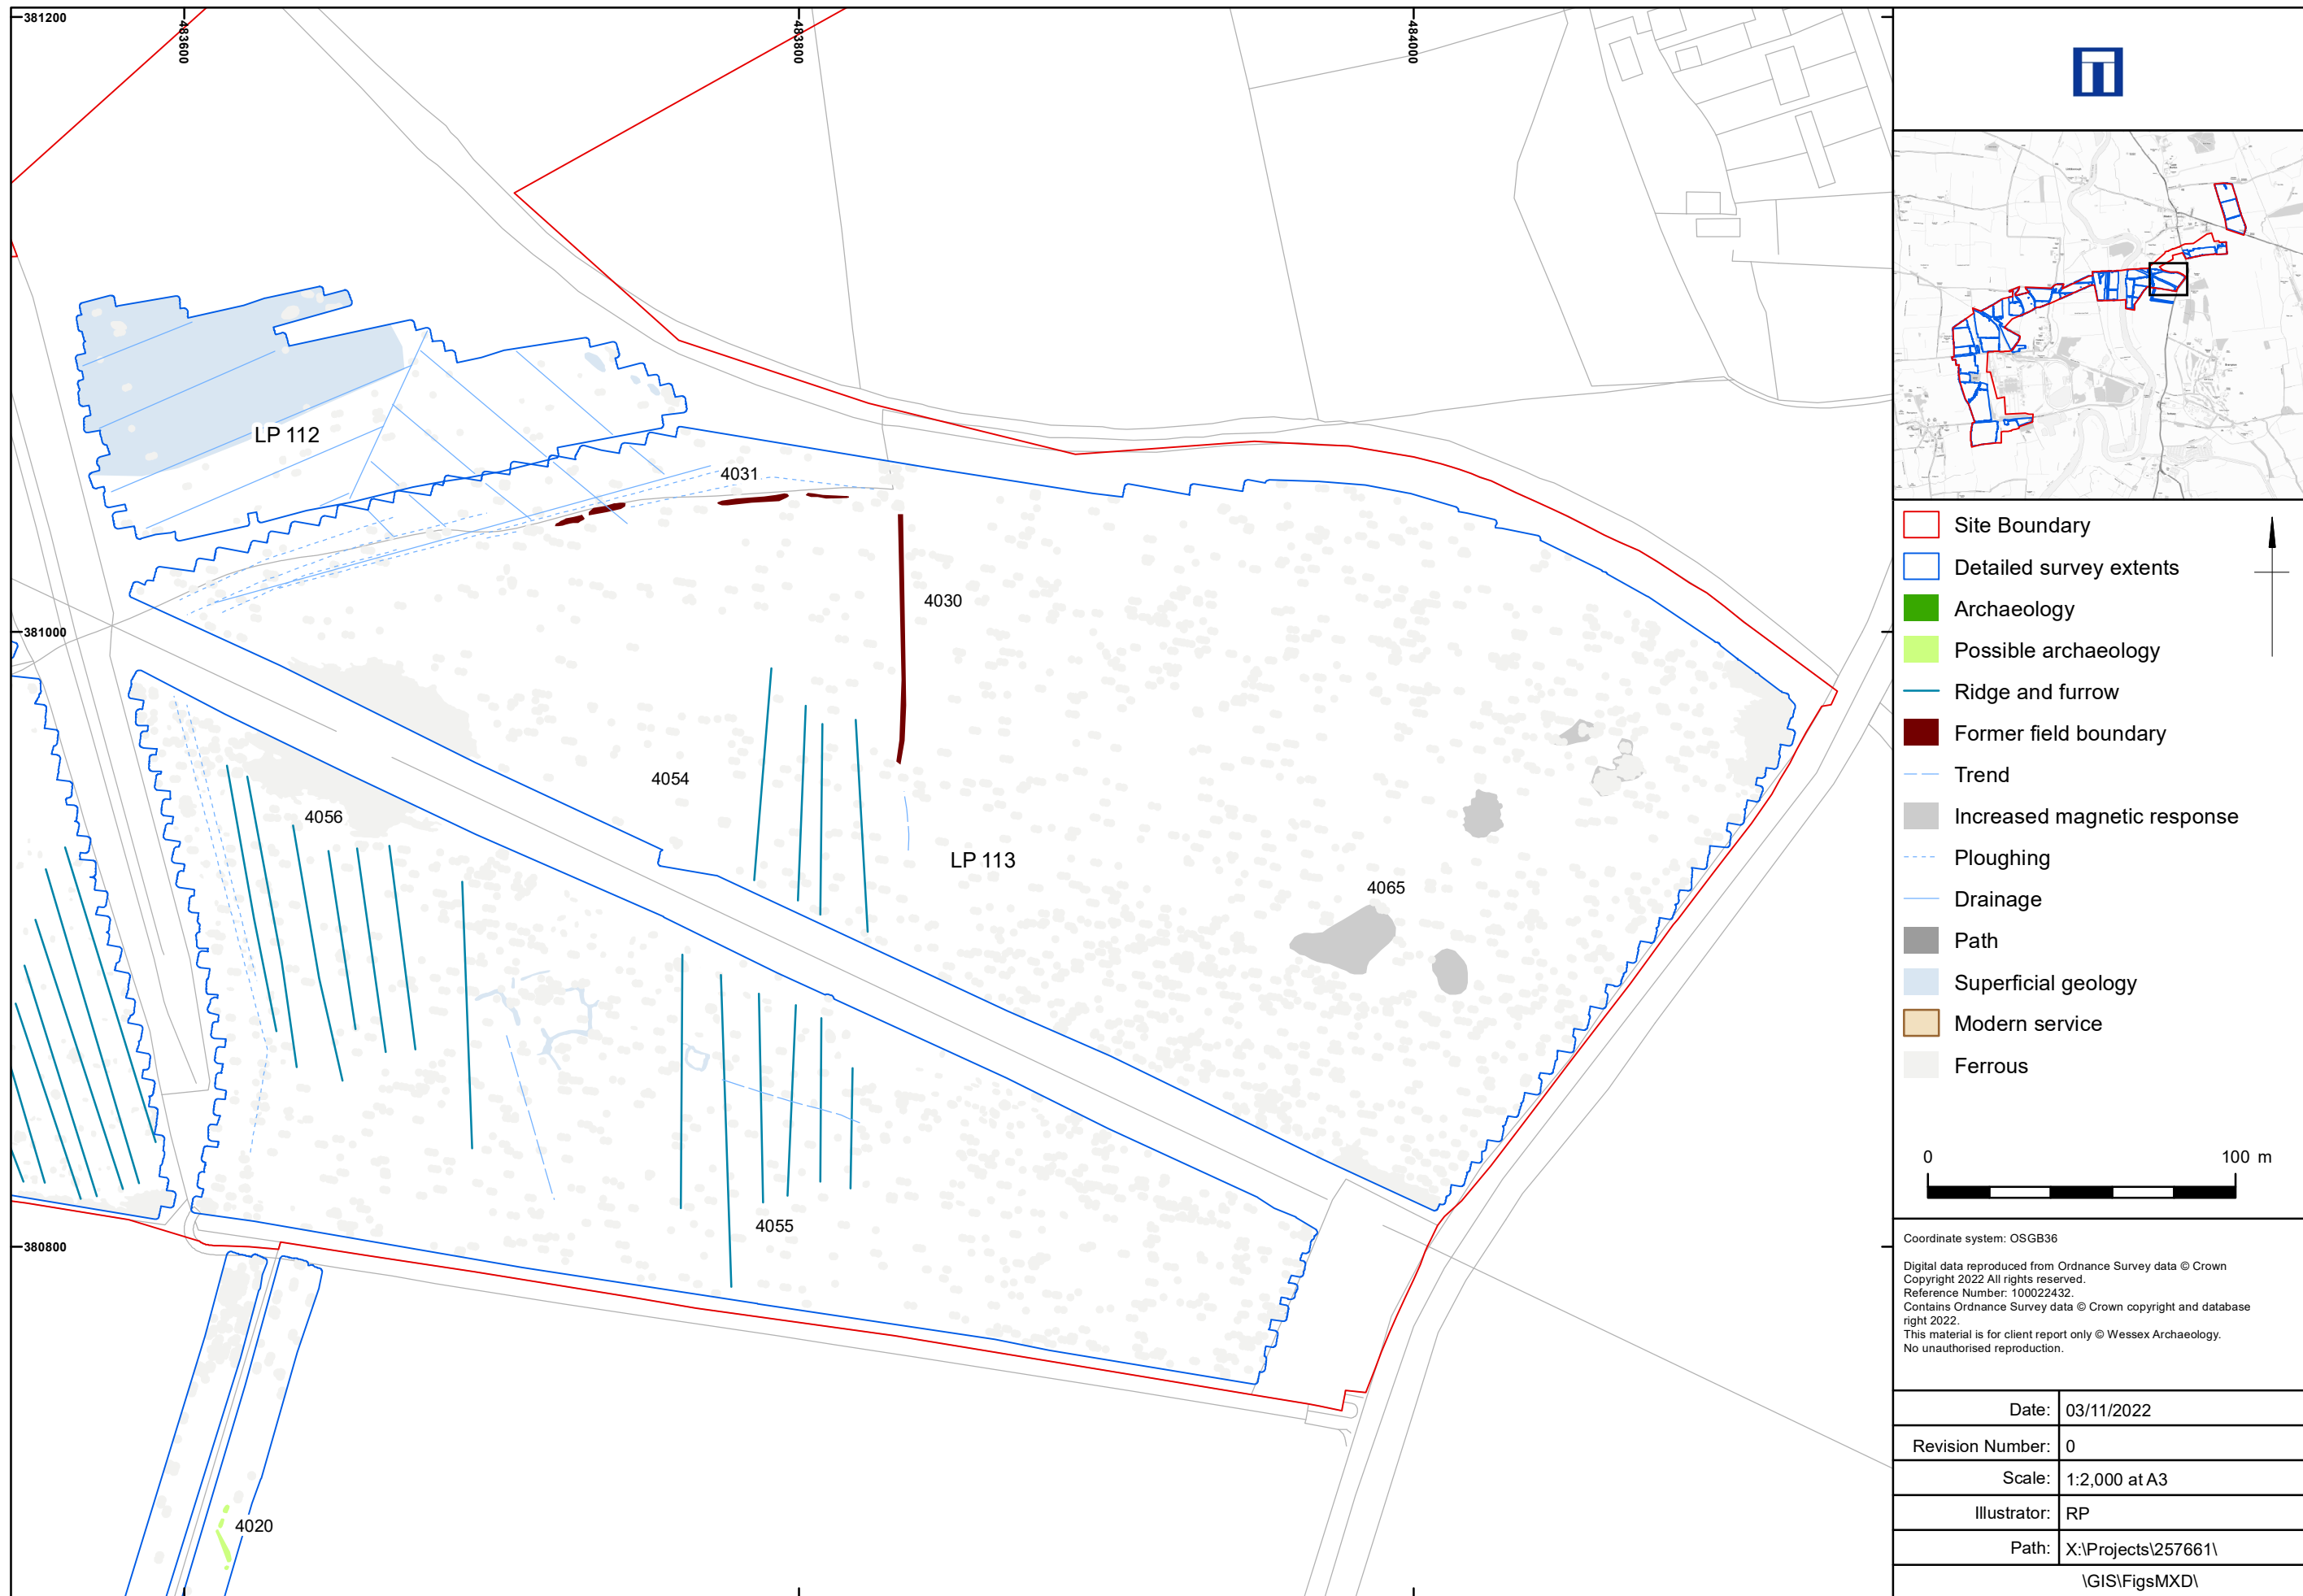 381200
483600
483800
484000
LP 112
4031
4030
381000
4054
4056
LP 113
4065
4055
380800
4020
Site Boundary
Detailed survey extents
Archaeology
Possible archaeology
Ridge and furrow
Former field boundary
Trend
Increased magnetic response
Ploughing
Drainage
Path
Superficial geology
Modern service
Ferrous
0 100 m
Coordinate system: OSGB36
Digital data reproduced from Ordnance Survey data © Crown
Copyright 2022 All rights reserved.
Reference Number: 100022432.
Contains Ordnance Survey data © Crown copyright and database
right 2022.
This material is for client report only © Wessex Archaeology.
No unauthorised reproduction.
Date: 03/11/2022
Revision Number: 0
Scale: 1:2,000 at A3
Illustrator: RP
Path: X:\Projects\257661\
\GIS\FigsMXD\